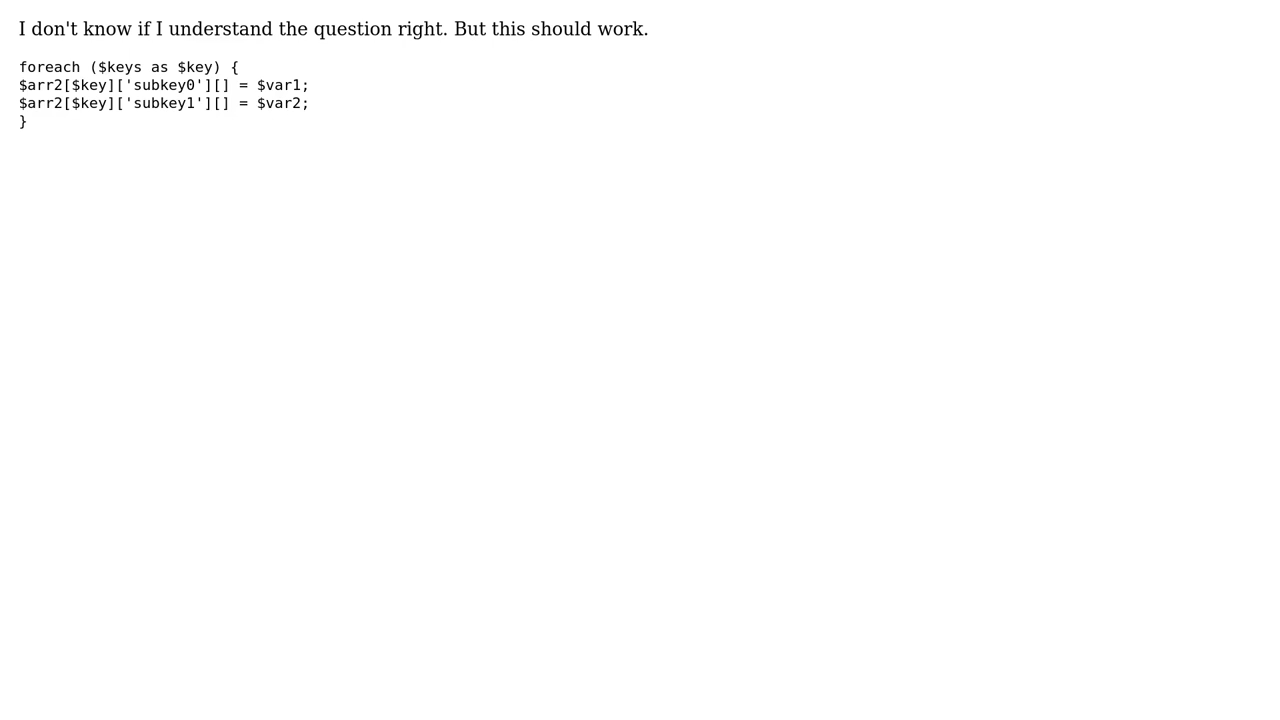 I don't know if I understand the question right. But this should work.
foreach ($keys as $key) {
$arr2[$key]['subkey0'][] = $var1;
$arr2[$key]['subkey1'][] = $var2;
}